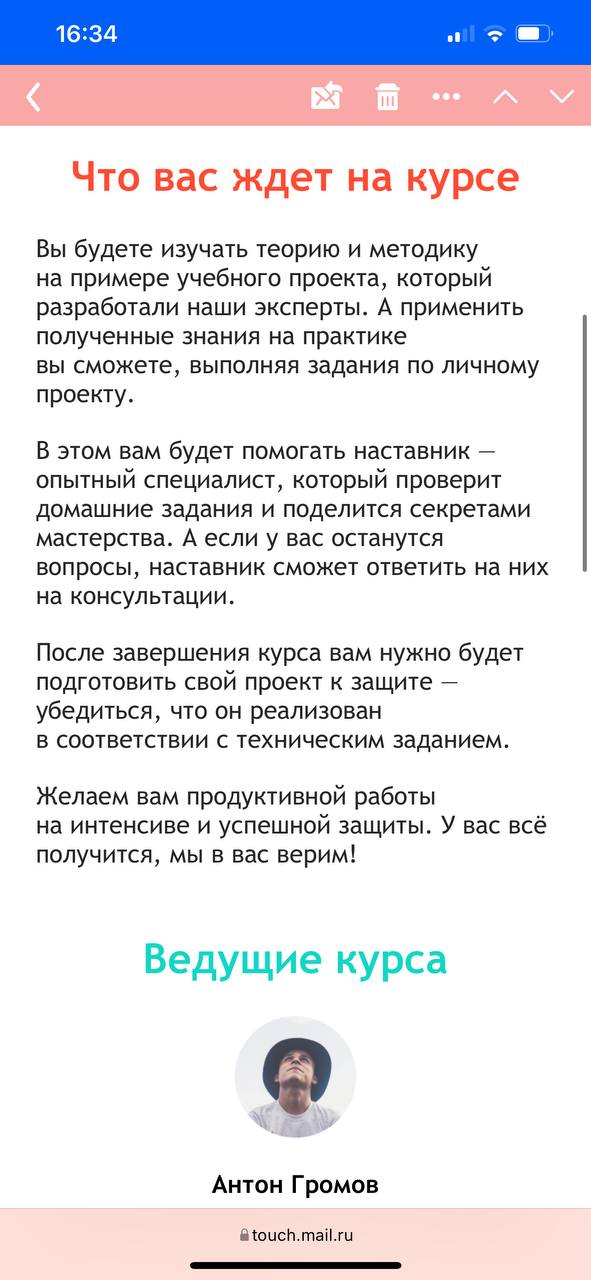 16:34
Что вас ждет на курсе
Вы будете изучать теорию и методику
на примере учебного проекта, который
разработали наши эксперты. А применить
полученные знания на практике
вы сможете, выполняя задания по личному
проекту.
В этом вам будет помогать наставник —
опытный специалист, который проверит
домашние задания и поделится секретами
мастерства. А если у вас останутся
вопросы, наставник сможет ответить на них
на консультации.
После завершения курса вам нужно будет
подготовить свой проект к защите —
убедиться, что он реализован
в соответствии с техническим заданием.
Желаем вам продуктивной работы
на интенсиве и успешной защиты. У вас всё
получится, мы в вас верим!
Ведущие курса
Антон Громов
touch.mail.ru